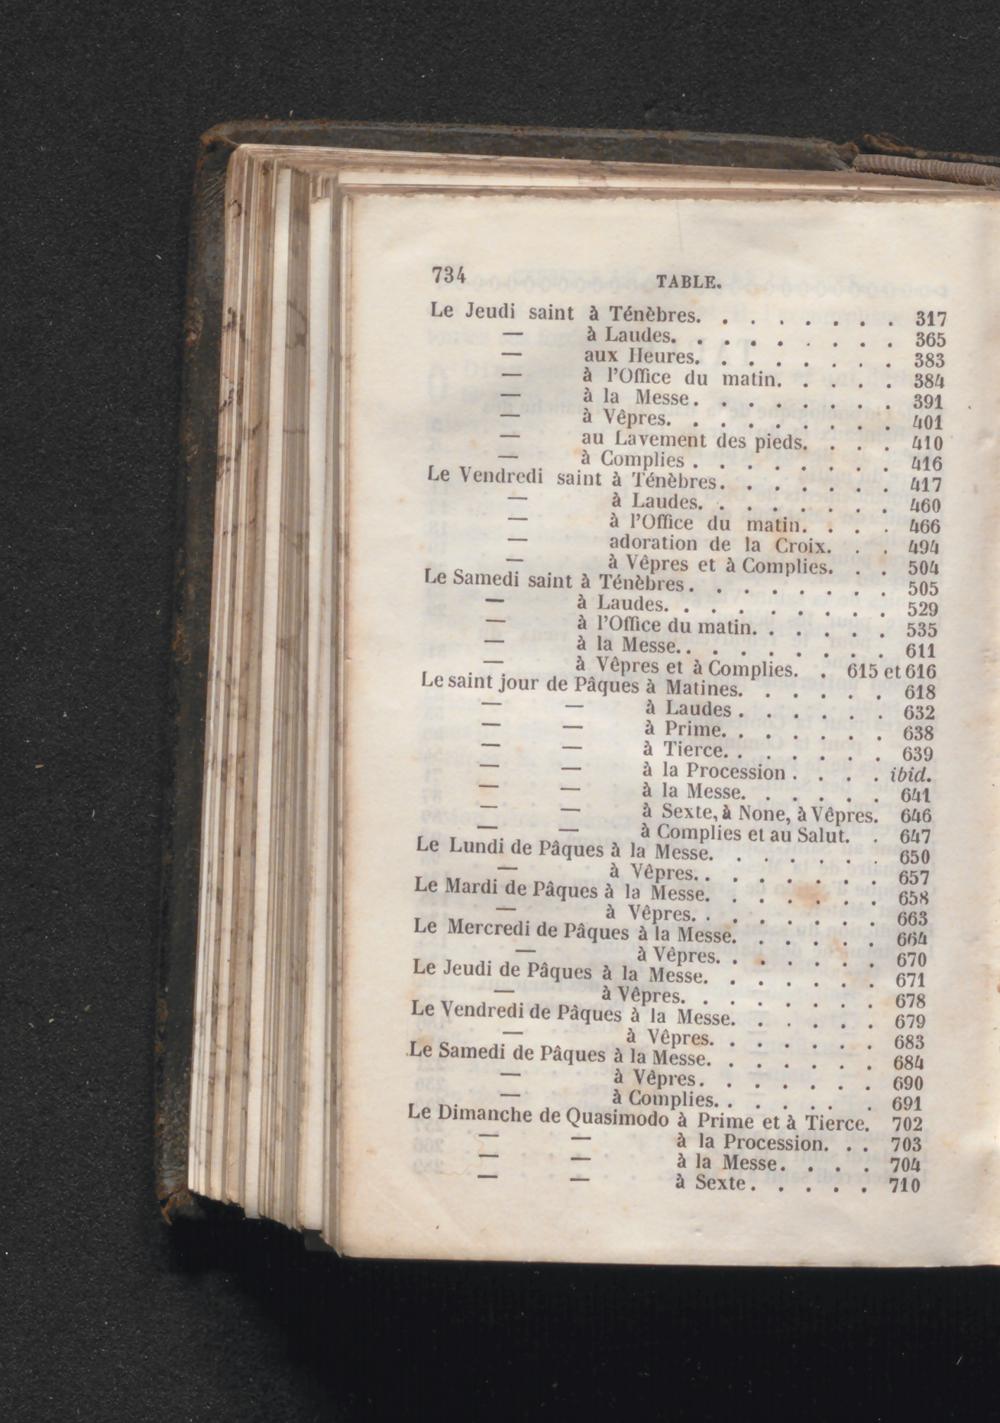 734 TABLE.
Le Jeudi saint à Ténèbres. . . . . . . . 317
— à Laudes. . . . . . . . . 365
— aux Heures. . . . . . . . 383
— à l'Office du matin. . . . . 384
— à la Messe. . . . . . . . 391
— à Vêpres. . . . . . . . . 401
— au Lavement des pieds. . . . 410
— à Complies . . . . . . . . 416
Le Vendredi saint à Ténèbres. . . . . . . 417
— à Laudes. . . . . . . . 460
— à l'Office du matin. . . . 466
— adoration de la Croix. . . 494
— à Vêpres et à Complies. . . 504
Le Samedi saint à Ténèbres. . . . . . . . 505
— à Laudes. . . . . . . . . 529
— à l'Office du matin. . . . . . 535
— à la Messe. . . . . . . . . 611
— à Vêpres et à Complies. . 615 et 616
Le saint jour de Pâques à Matines. . . . . . 618
— — à Laudes . . . . . . 632
— — à Prime. . . . . . . 638
— — à Tierce. . . . . . . 639
— — à la Procession . . . . ibid.
— — à la Messe. . . . . . 641
— — à Sexte, à None, à Vêpres. 646
— — à Complies et au Salut. . 647
Le Lundi de Pâques à la Messe. . . . . . . 650
— à Vêpres. . . . . . . . 657
Le Mardi de Pâques à la Messe. . . . . . . 658
— à Vêpres. . . . . . . . 663
Le Mercredi de Pâques à la Messe. . . . . . 664
— à Vêpres. . . . . . . 670
Le Jeudi de Pâques à la Messe. . . . . . . 671
— à Vêpres. . . . . . . . 678
Le Vendredi de Pâques à la Messe. . . . . . 679
— à Vêpres. . . . . . . 683
Le Samedi de Pâques à la Messe. . . . . . . 684
— à Vêpres. . . . . . . 690
— à Complies. . . . . . . 691
Le Dimanche de Quasimodo à Prime et à Tierce. 702
— — à la Procession. . . 703
— — à la Messe. . . . 704
— — à Sexte. . . . . 710